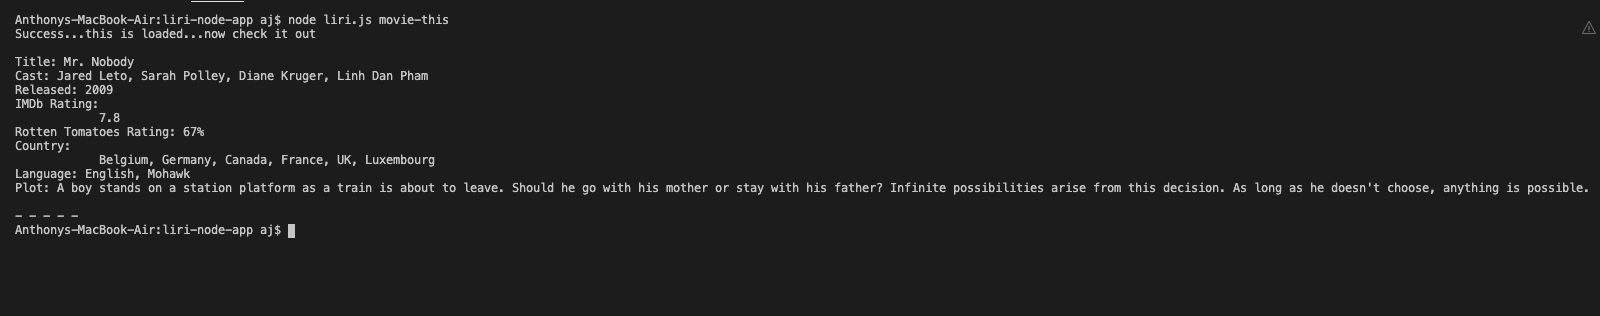 Anthonys-MacBook-Air:liri-node-app aj$ node liri.js movie-this
Success...this is loaded...now check it out
Title: Mr. Nobody
Cast: Jared Leto, Sarah Polley, Diane Kruger, Linh Dan Pham
Released: 2009
IMDb Rating:
7.8
Rotten Tomatoes Rating: 67%
Country:
Belgium, Germany, Canada, France, UK, Luxembourg
Language: English, Mohawk
Plot: A boy stands on a station platform as a train is about to leave. Should he go with his mother or stay with his father? Infinite possibilities arise from this decision. As long as he doesn't choose, anything is possible.
- - - - -
Anthonys-MacBook-Air:liri-node-app aj$